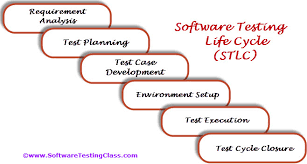 Requirement
Analysis
Software Testing
Life Cycle
(STLC)
Test Planning
Test Case
Development
Environment Setup
Test Execution
Test Cycle Closure
©www.SoftwareTestingClass.com